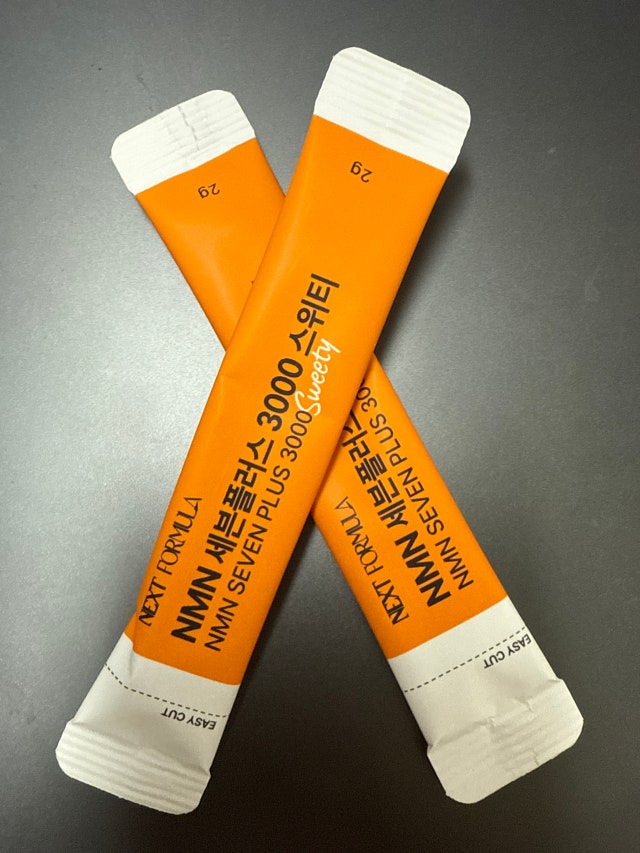 2g
NEXT FORMULA
NMN 세븐플러스 3000 스위티
NMN SEVEN PLUS 3000 Sweety
EASY CUT
2g
NEXT FORMULA
NMN 세븐플러스
NMN SEVEN PLUS 30
EASY CUT